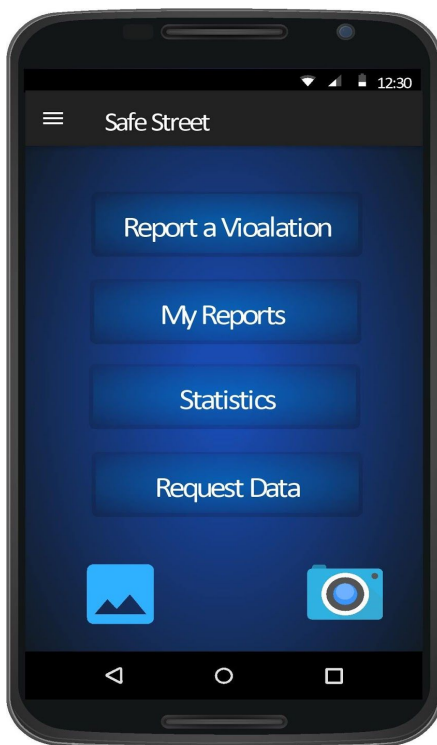 12:30
Safe Street
Report a Vioalation
My Reports
Statistics
Request Data